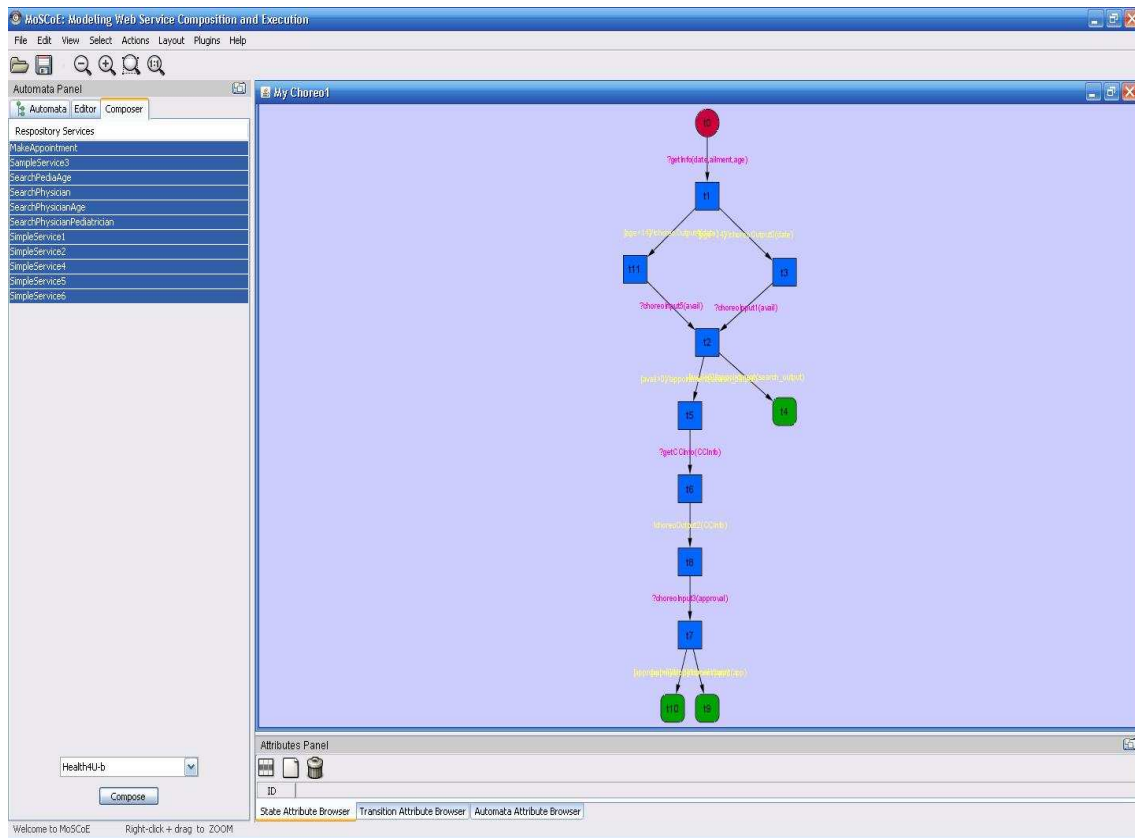 MoSCoE: Modeling Web Service Composition and Execution
File Edit View Select Actions Layout Plugins Help
Automata Panel
Automata Editor Composer
Respository Services
MakeAppointment
SampleService3
SearchPediaAge
SearchPhysician
SearchPhysicianAge
SearchPhysicianPediatrician
SimpleService1
SimpleService2
SimpleService4
SimpleService5
SimpleService6
Health4U-b
Compose
My Choreo1
t0
?getInfo(date,ailment,age)
t1
t11 t3
?choreoInput5(avail) ?choreoInput1(avail)
t2
t5 t4
?getCCInfo(CCInfo)
t6
!choreoOutput2(CCInfo)
t8
?choreoInput3(approval)
t7
t10 t9
Attributes Panel
ID
State Attribute Browser Transition Attribute Browser Automata Attribute Browser
Welcome to MoSCoE Right-click + drag to ZOOM